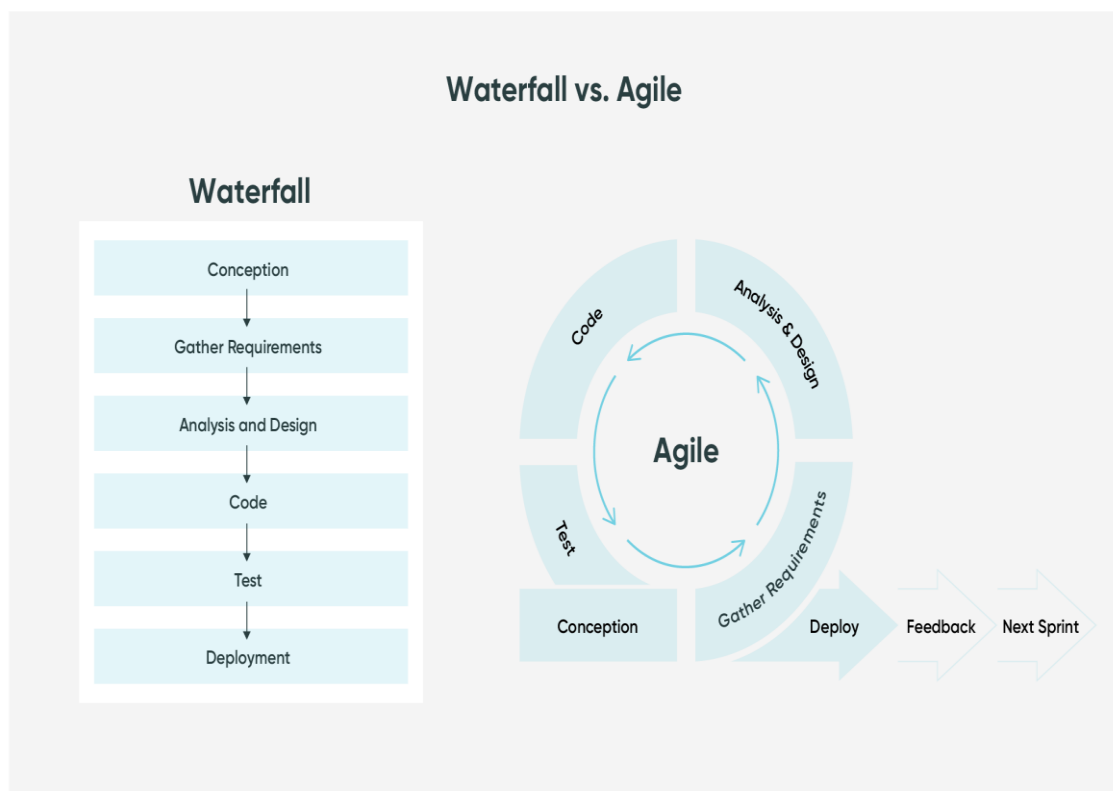 Waterfall vs. Agile
Waterfall
Conception
Gather Requirements
Analysis and Design
Code
Test
Deployment
Code
Analysis & Design
Agile
Test
Gather Requirements
Conception
Deploy
Feedback
Next Sprint